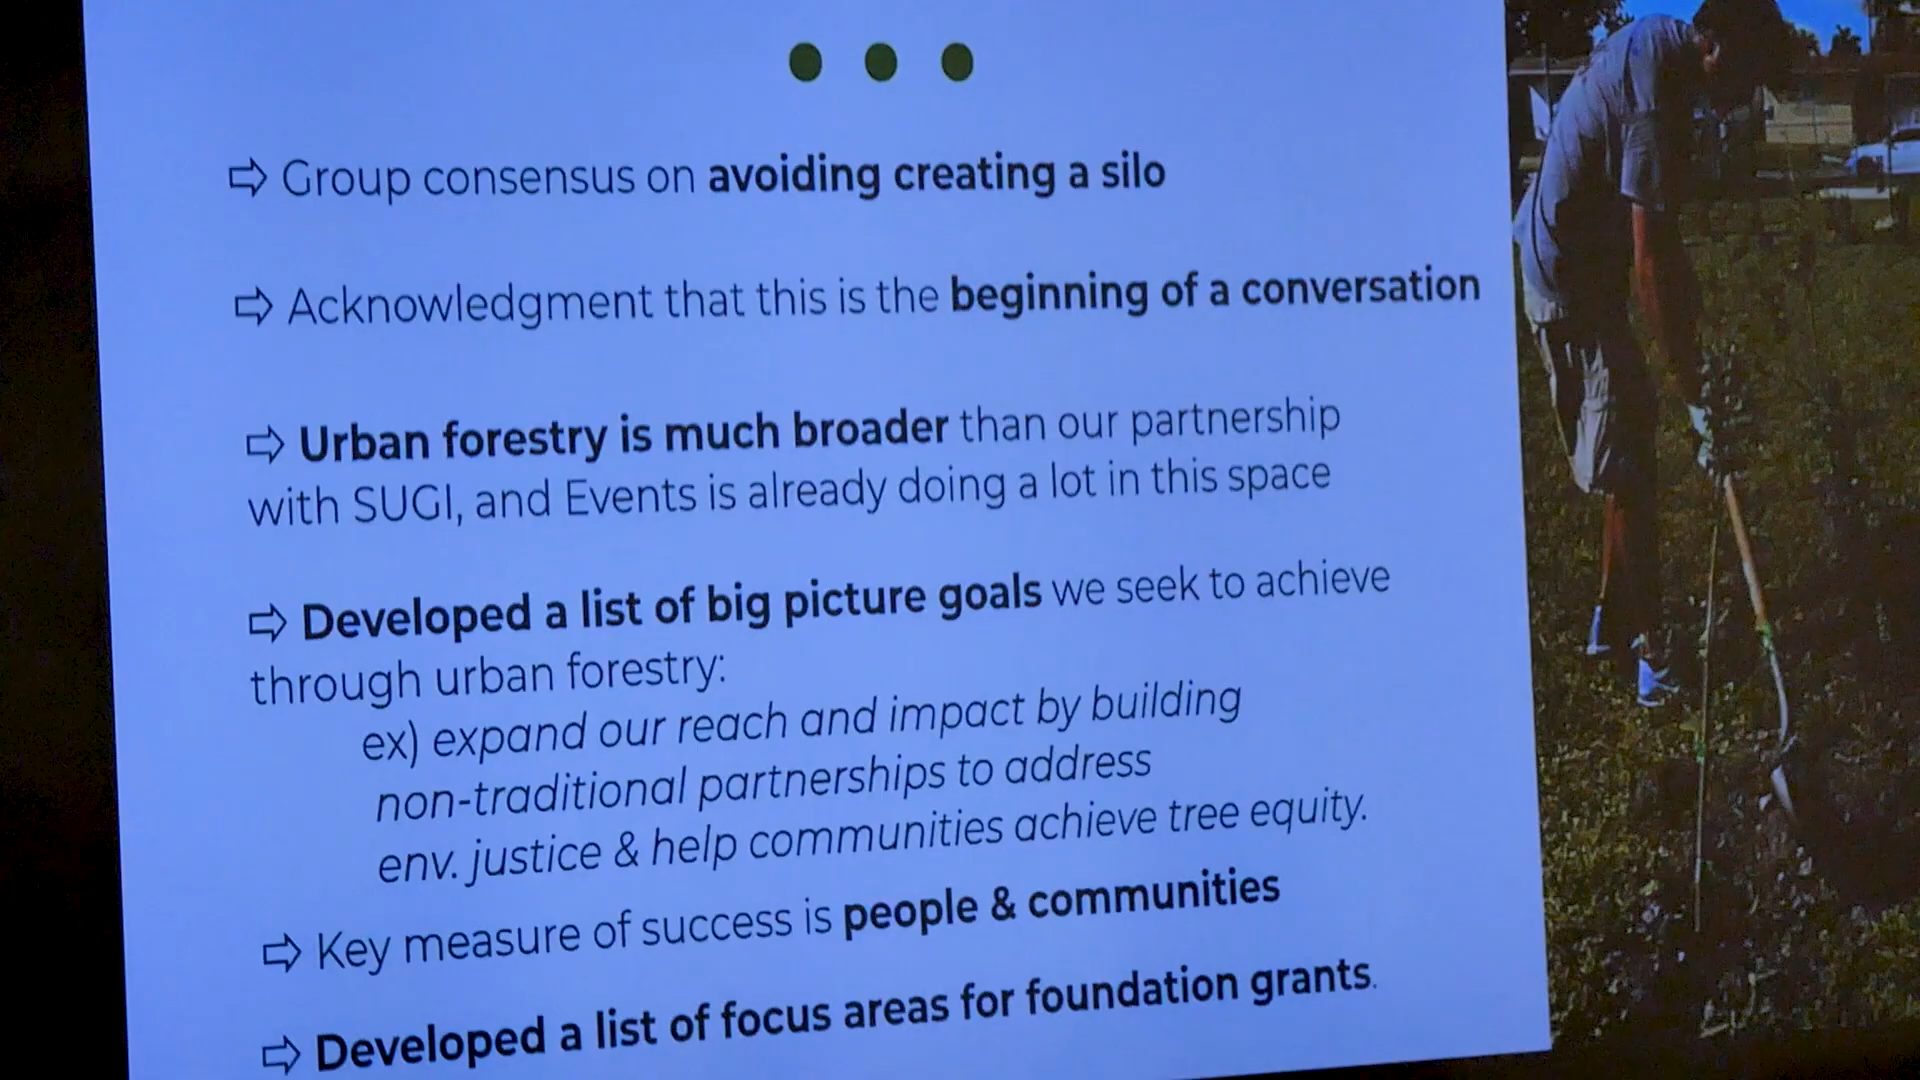 ⇨ Group consensus on avoiding creating a silo
⇨ Acknowledgment that this is the beginning of a conversation
⇨ Urban forestry is much broader than our partnership
with SUGI, and Events is already doing a lot in this space
⇨ Developed a list of big picture goals we seek to achieve
through urban forestry:
ex) expand our reach and impact by building
non-traditional partnerships to address
env. justice & help communities achieve tree equity.
⇨ Key measure of success is people & communities
⇨ Developed a list of focus areas for foundation grants.